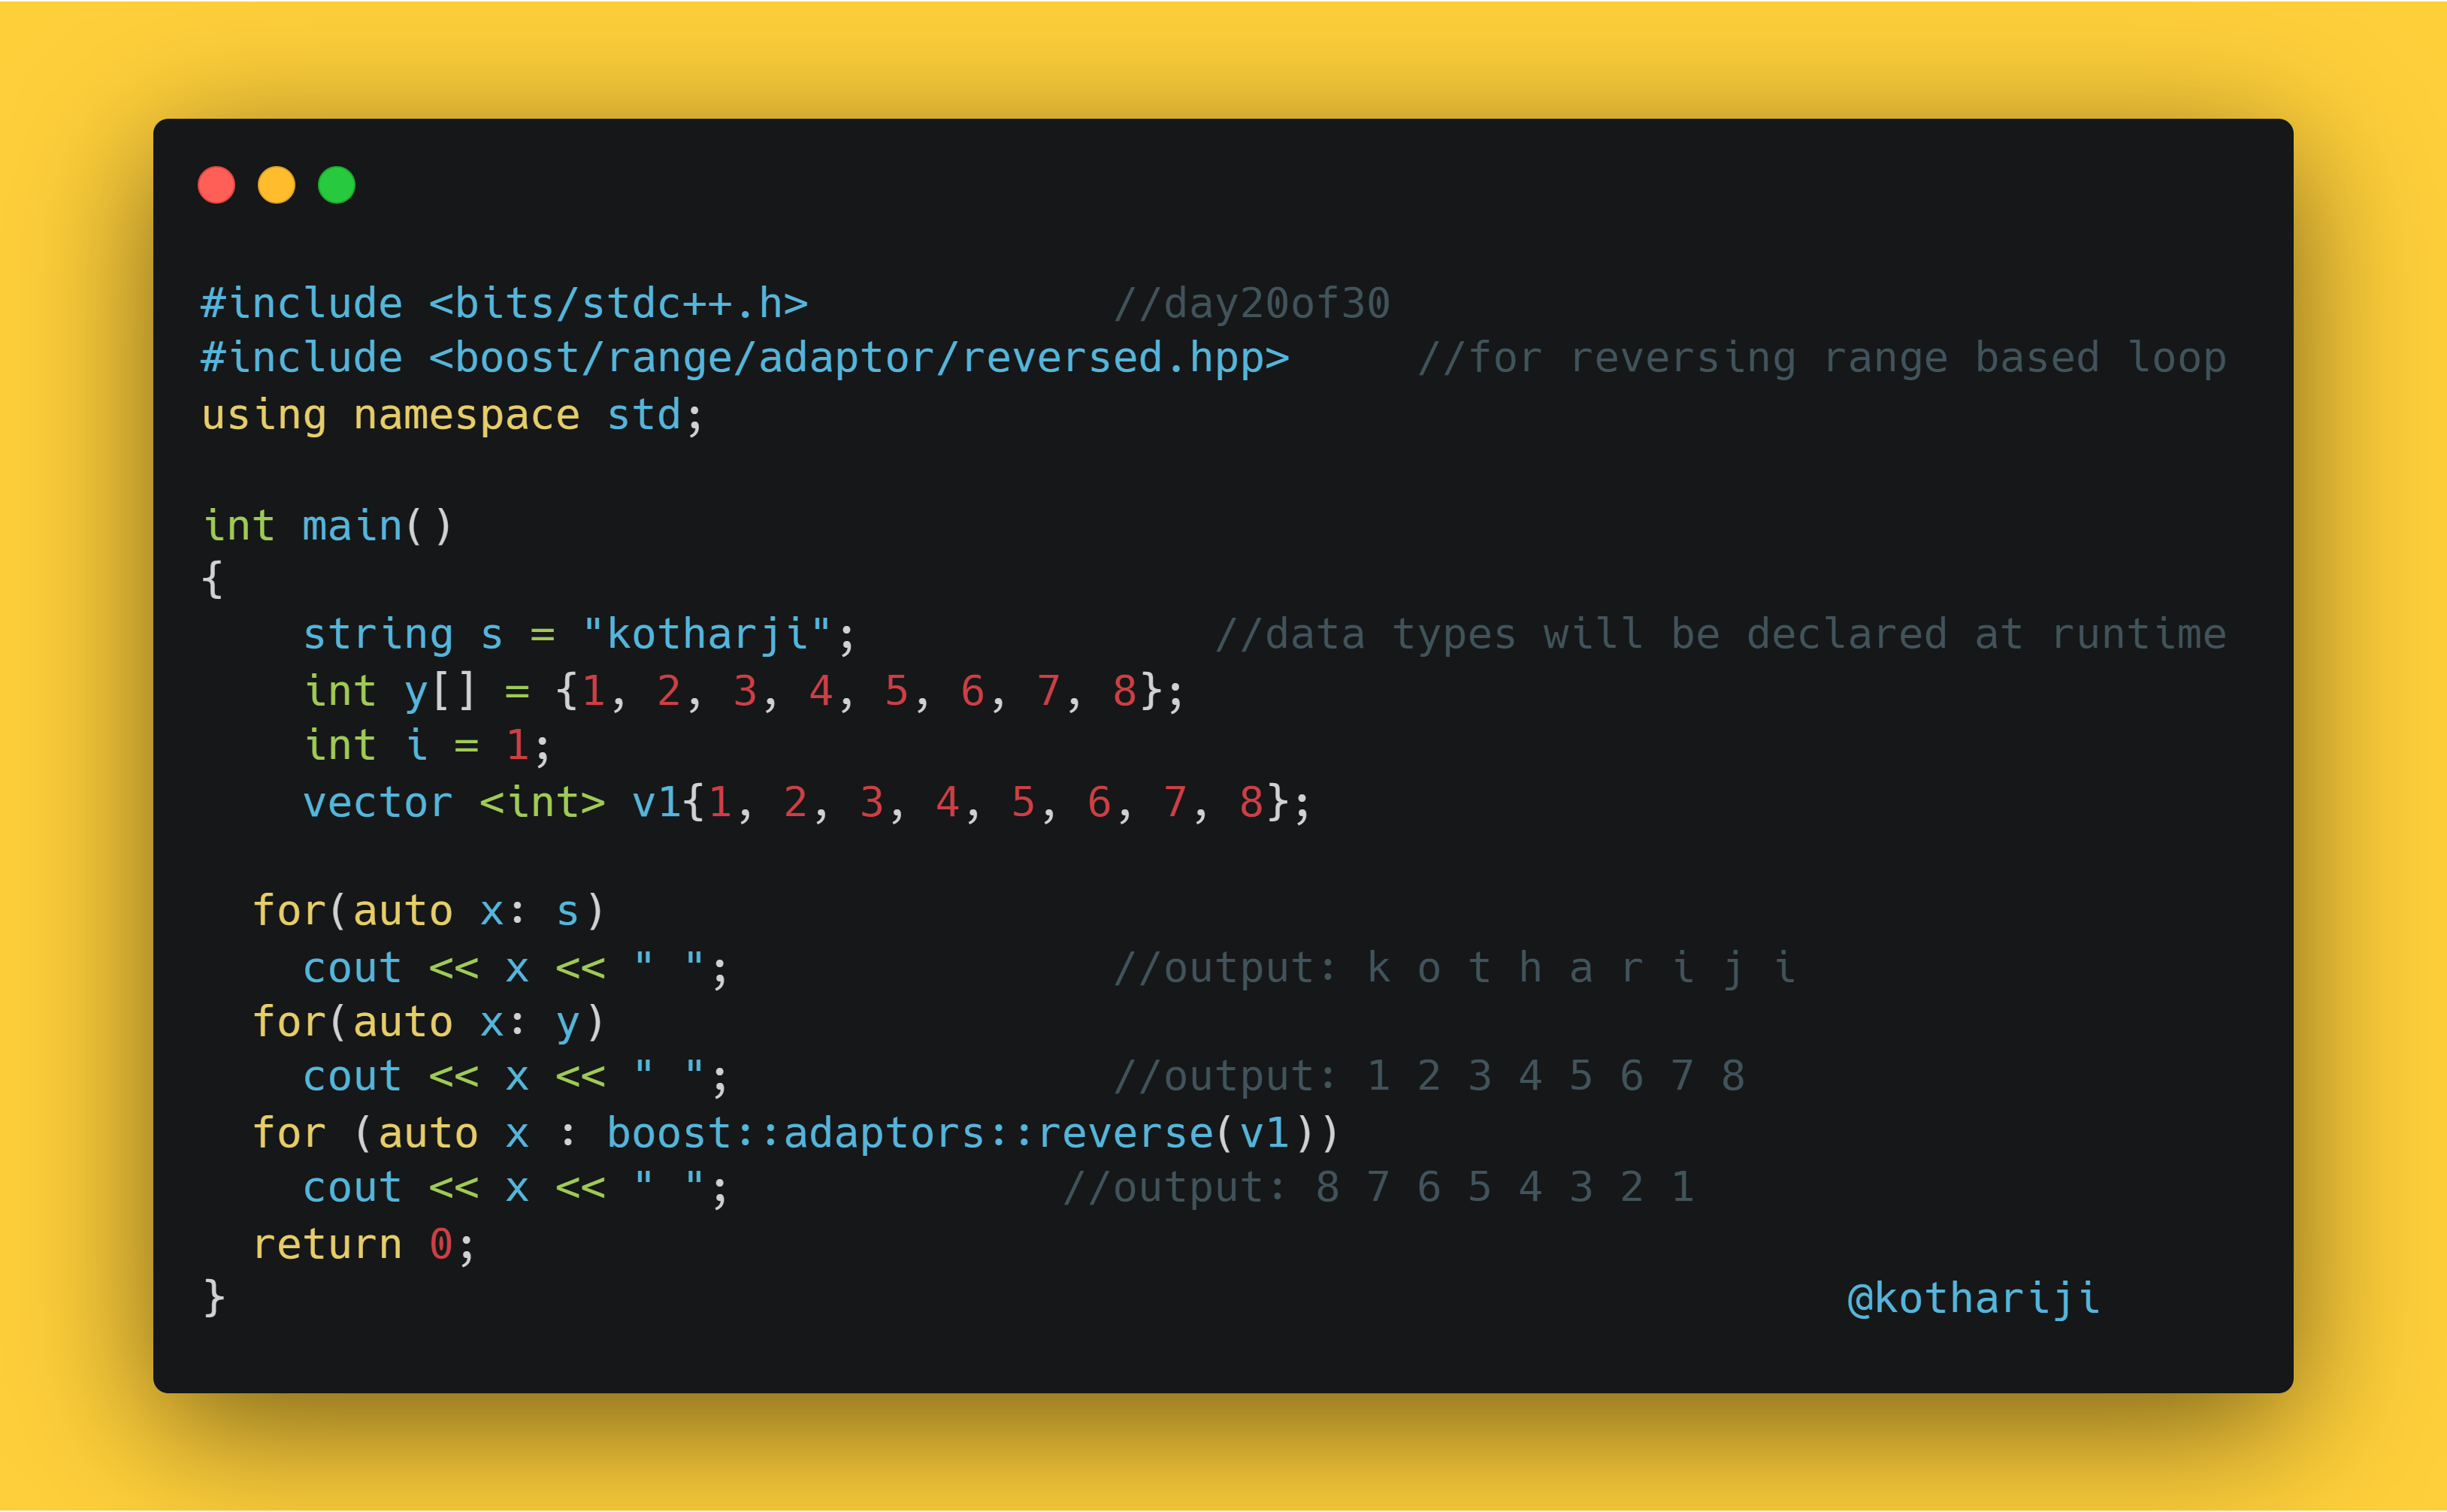 #include <bits/stdc++.h>            //day20of30
#include <boost/range/adaptor/reversed.hpp>     //for reversing range based loop
using namespace std;

int main()
{
    string s = "kotharji";              //data types will be declared at runtime
    int y[] = {1, 2, 3, 4, 5, 6, 7, 8};
    int i = 1;
    vector <int> v1{1, 2, 3, 4, 5, 6, 7, 8};

  for(auto x: s)
    cout << x << " ";               //output: k o t h a r i j i
  for(auto x: y)
    cout << x << " ";               //output: 1 2 3 4 5 6 7 8
  for (auto x : boost::adaptors::reverse(v1))
    cout << x << " ";             //output: 8 7 6 5 4 3 2 1
  return 0;
}                                                                @kothariji